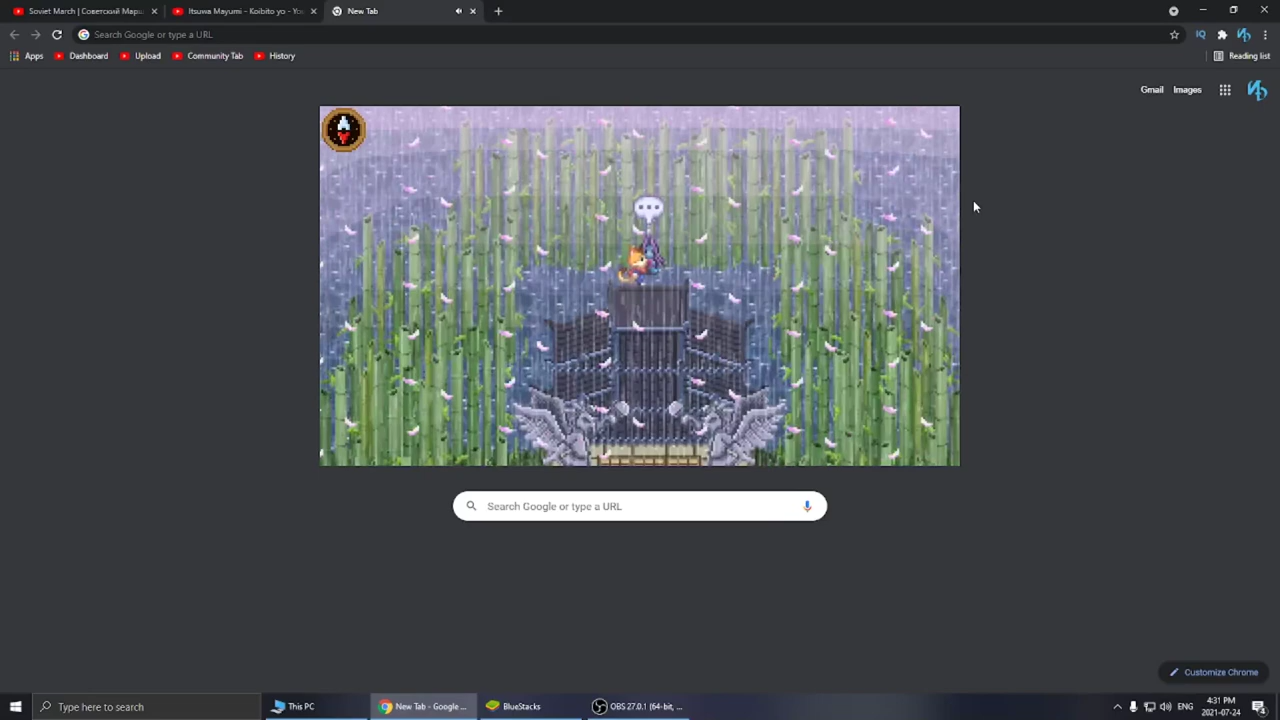 Soviet March | Советский Марш
Itsuwa Mayumi - Koibito yo - You
New Tab
Search Google or type a URL
Apps
Dashboard
Upload
Community Tab
History
Reading list
Gmail
Images
Search Google or type a URL
Customize Chrome
Type here to search
This PC
New Tab - Google ...
BlueStacks
OBS 27.0.1 (64-bit, ...
ENG
4:31 PM
2021-07-24
4